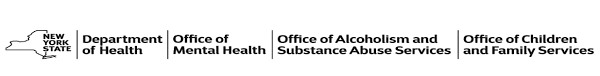 NEW
YORK
STATE
Department
of Health
Office of
Mental Health
Office of Alcoholism and
Substance Abuse Services
Office of Children
and Family Services